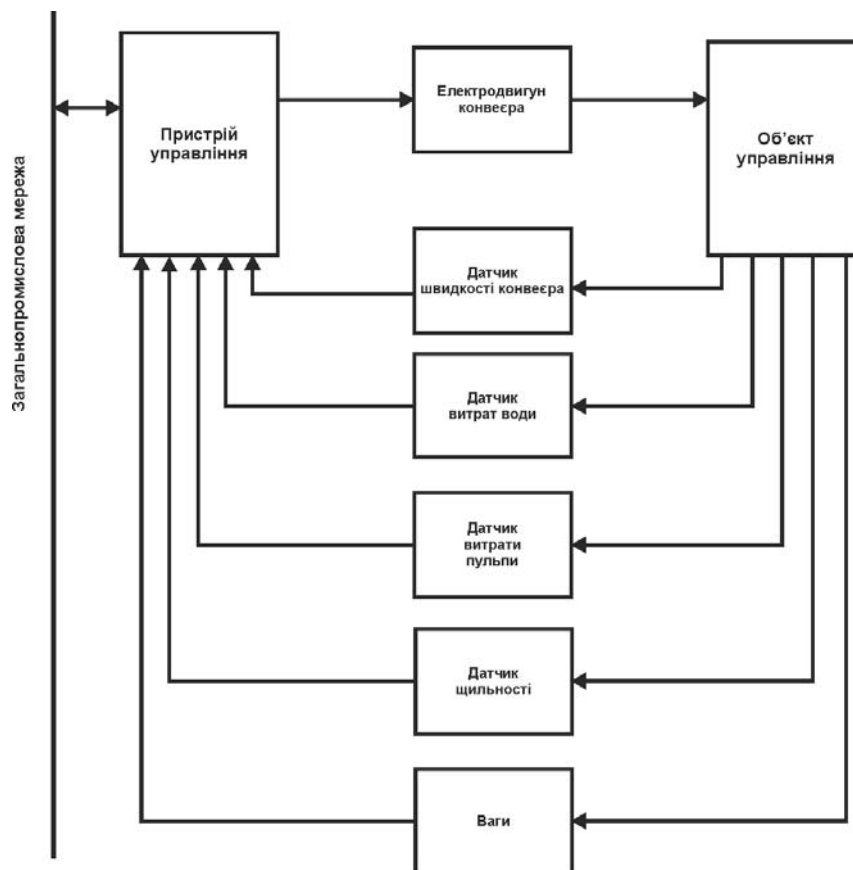 Загальнопромислова мережа
Пристрій
управління
Електродвигун
конвеєра
Об'єкт
управління
Датчик
швидкості конвеєра
Датчик
витрат води
Датчик
витрати
пульпи
Датчик
щильності
Ваги